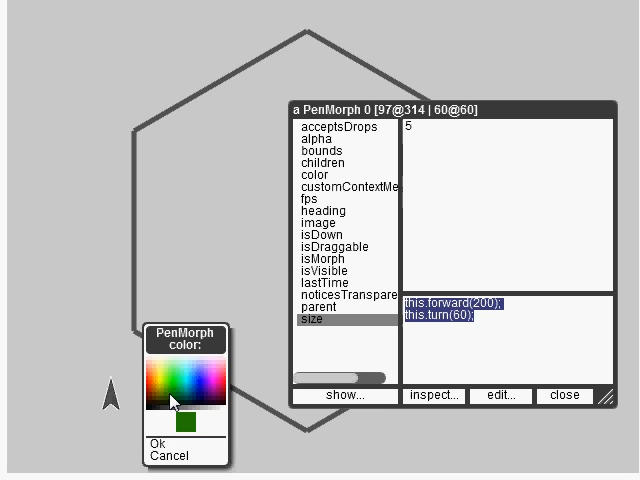 a PenMorph 0 [97@314 | 60@60]
acceptsDrops
alpha
bounds
children
color
customContextMe
fps
heading
image
isDown
isDraggable
isMorph
isVisible
lastTime
noticesTranspare
parent
size
5
this.forward(200);
this.turn(60);
show...
inspect...
edit...
close
PenMorph
color:
Ok
Cancel